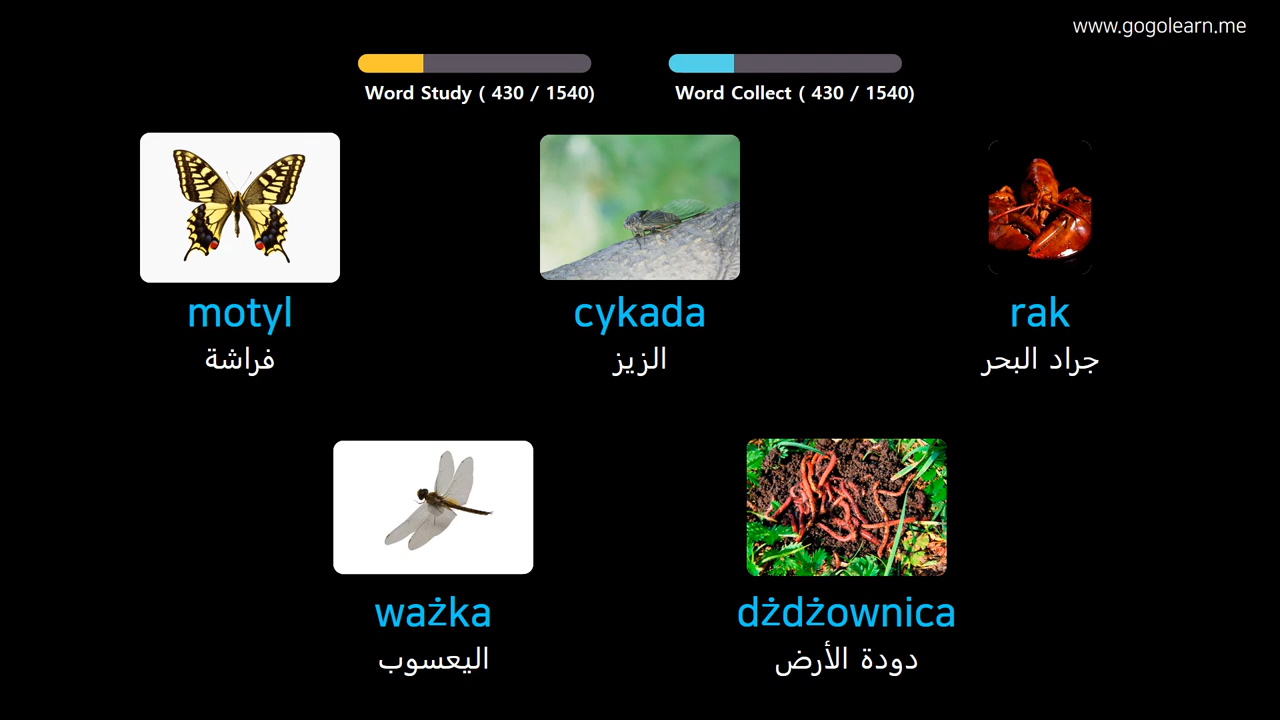 www.gogolearn.me
Word Study ( 430 / 1540)
Word Collect ( 430 / 1540)
motyl
فراشة
cykada
الزيز
rak
جراد البحر
ważka
اليعسوب
dżdżownica
دودة الأرض